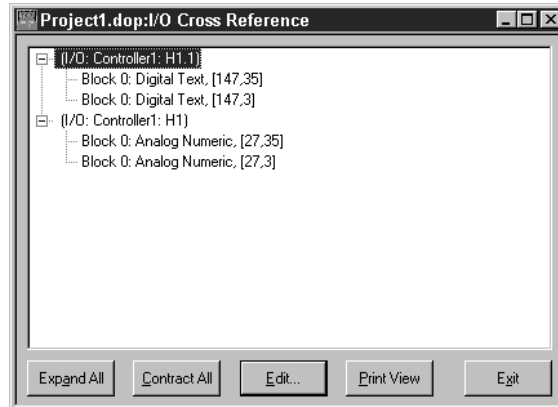 Project1.dop:I/O Cross Reference
(I/O: Controller1: H1.1)
Block 0: Digital Text, [147,35]
Block 0: Digital Text, [147,3]
(I/O: Controller1: H1)
Block 0: Analog Numeric, [27,35]
Block 0: Analog Numeric, [27,3]
Expand All Contract All Edit... Print View Exit